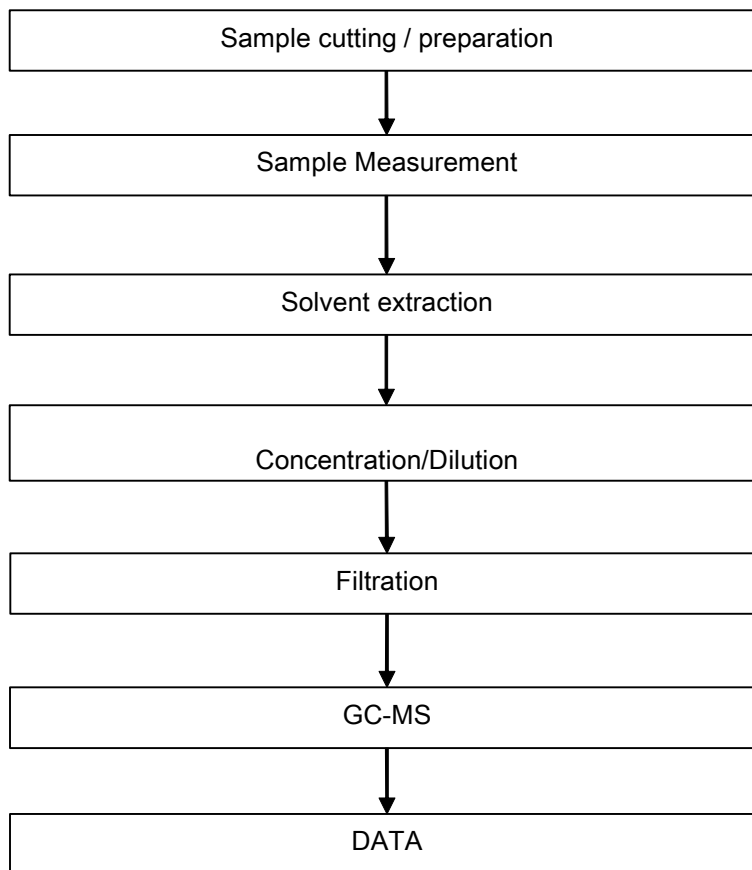 Sample cutting / preparation
Sample Measurement
Solvent extraction
Concentration/Dilution
Filtration
GC-MS
DATA